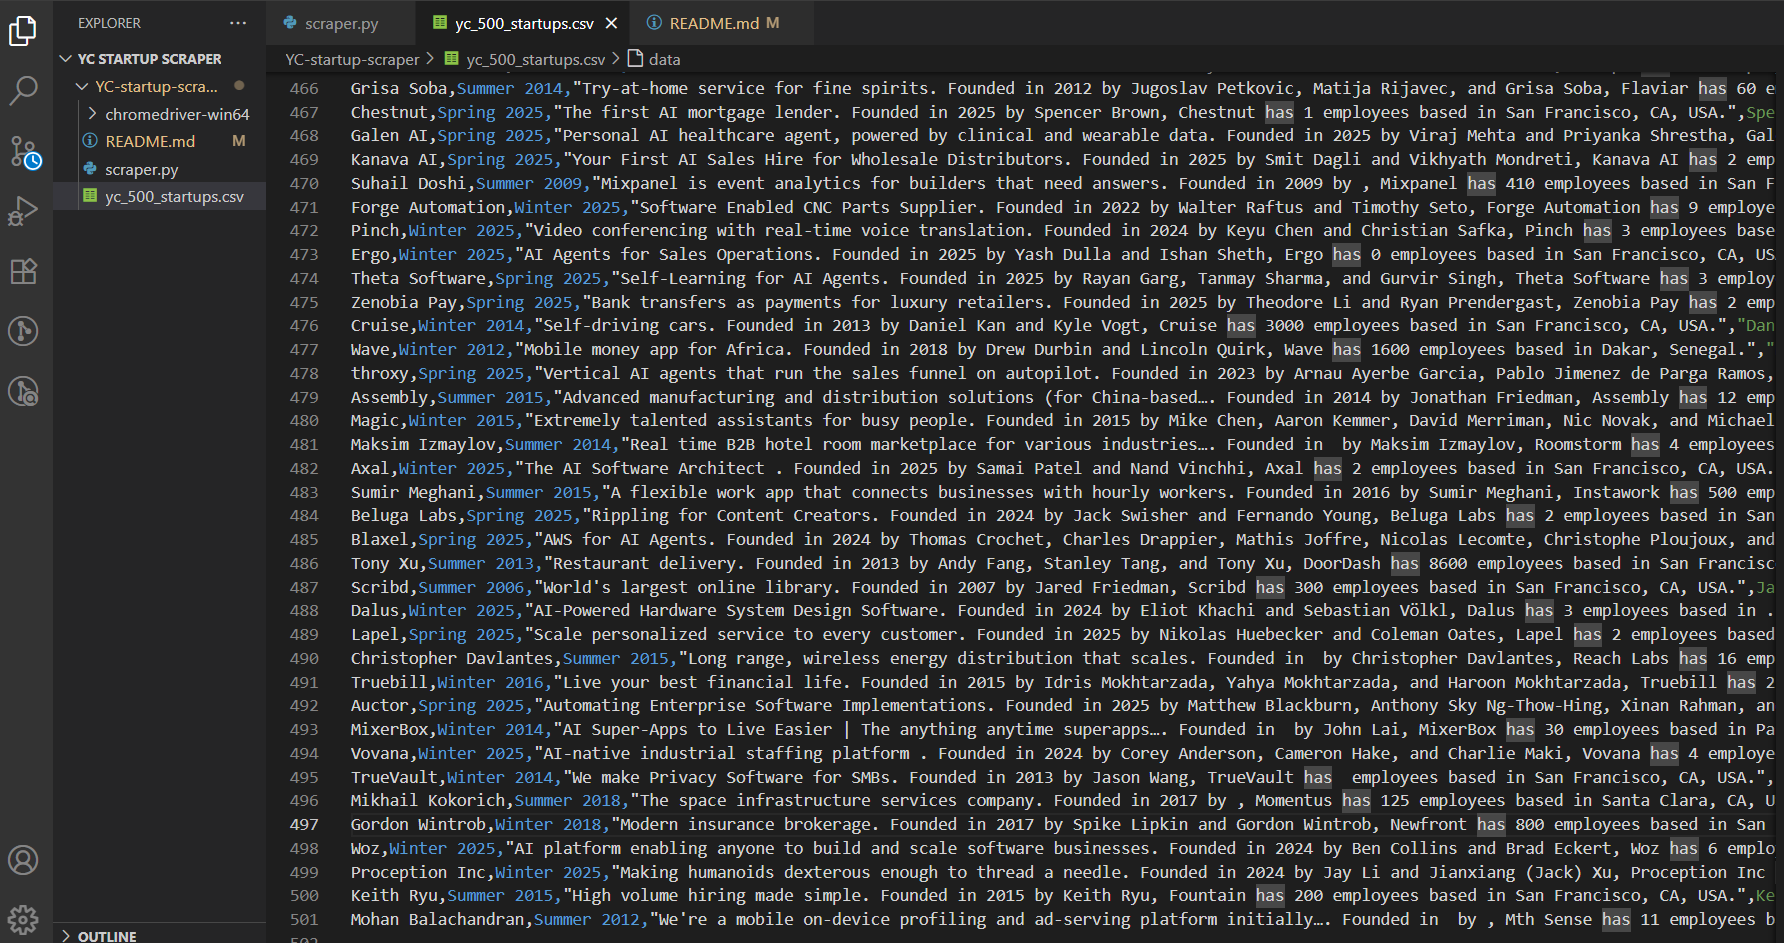 EXPLORER
YC STARTUP SCRAPER
YC-startup-scra...
chromedriver-win64
README.md M
scraper.py
yc_500_startups.csv
OUTLINE
scraper.py yc_500_startups.csv README.md M
YC-startup-scraper > yc_500_startups.csv > data
466 Grisa Soba,Summer 2014,"Try-at-home service for fine spirits. Founded in 2012 by Jugoslav Petkovic, Matija Rijavec, and Grisa Soba, Flaviar has 60 e
467 Chestnut,Spring 2025,"The first AI mortgage lender. Founded in 2025 by Spencer Brown, Chestnut has 1 employees based in San Francisco, CA, USA.",Spe
468 Galen AI,Spring 2025,"Personal AI healthcare agent, powered by clinical and wearable data. Founded in 2025 by Viraj Mehta and Priyanka Shrestha, Gal
469 Kanava AI,Spring 2025,"Your First AI Sales Hire for Wholesale Distributors. Founded in 2025 by Smit Dagli and Vikhyath Mondreti, Kanava AI has 2 emp
470 Suhail Doshi,Summer 2009,"Mixpanel is event analytics for builders that need answers. Founded in 2009 by , Mixpanel has 410 employees based in San F
471 Forge Automation,Winter 2025,"Software Enabled CNC Parts Supplier. Founded in 2022 by Walter Raftus and Timothy Seto, Forge Automation has 9 employe
472 Pinch,Winter 2025,"Video conferencing with real-time voice translation. Founded in 2024 by Keyu Chen and Christian Safka, Pinch has 3 employees base
473 Ergo,Winter 2025,"AI Agents for Sales Operations. Founded in 2025 by Yash Dulla and Ishan Sheth, Ergo has 0 employees based in San Francisco, CA, US
474 Theta Software,Spring 2025,"Self-Learning for AI Agents. Founded in 2025 by Rayan Garg, Tanmay Sharma, and Gurvir Singh, Theta Software has 3 employ
475 Zenobia Pay,Spring 2025,"Bank transfers as payments for luxury retailers. Founded in 2025 by Theodore Li and Ryan Prendergast, Zenobia Pay has 2 emp
476 Cruise,Winter 2014,"Self-driving cars. Founded in 2013 by Daniel Kan and Kyle Vogt, Cruise has 3000 employees based in San Francisco, CA, USA.","Dan
477 Wave,Winter 2012,"Mobile money app for Africa. Founded in 2018 by Drew Durbin and Lincoln Quirk, Wave has 1600 employees based in Dakar, Senegal.","
478 throxy,Spring 2025,"Vertical AI agents that run the sales funnel on autopilot. Founded in 2023 by Arnau Ayerbe Garcia, Pablo Jimenez de Parga Ramos,
479 Assembly,Summer 2015,"Advanced manufacturing and distribution solutions (for China-based…. Founded in 2014 by Jonathan Friedman, Assembly has 12 emp
480 Magic,Winter 2015,"Extremely talented assistants for busy people. Founded in 2015 by Mike Chen, Aaron Kemmer, David Merriman, Nic Novak, and Michael
481 Maksim Izmaylov,Summer 2014,"Real time B2B hotel room marketplace for various industries…. Founded in  by Maksim Izmaylov, Roomstorm has 4 employees
482 Axal,Winter 2025,"The AI Software Architect . Founded in 2025 by Samai Patel and Nand Vinchhi, Axal has 2 employees based in San Francisco, CA, USA.
483 Sumir Meghani,Summer 2015,"A flexible work app that connects businesses with hourly workers. Founded in 2016 by Sumir Meghani, Instawork has 500 emp
484 Beluga Labs,Spring 2025,"Rippling for Content Creators. Founded in 2024 by Jack Swisher and Fernando Young, Beluga Labs has 2 employees based in San
485 Blaxel,Spring 2025,"AWS for AI Agents. Founded in 2024 by Thomas Crochet, Charles Drappier, Mathis Joffre, Nicolas Lecomte, Christophe Ploujoux, and
486 Tony Xu,Summer 2013,"Restaurant delivery. Founded in 2013 by Andy Fang, Stanley Tang, and Tony Xu, DoorDash has 8600 employees based in San Francisc
487 Scribd,Summer 2006,"World's largest online library. Founded in 2007 by Jared Friedman, Scribd has 300 employees based in San Francisco, CA, USA.",Ja
488 Dalus,Winter 2025,"AI-Powered Hardware System Design Software. Founded in 2024 by Eliot Khachi and Sebastian Völkl, Dalus has 3 employees based in .
489 Lapel,Spring 2025,"Scale personalized service to every customer. Founded in 2025 by Nikolas Huebecker and Coleman Oates, Lapel has 2 employees based
490 Christopher Davlantes,Summer 2015,"Long range, wireless energy distribution that scales. Founded in  by Christopher Davlantes, Reach Labs has 16 emp
491 Truebill,Winter 2016,"Live your best financial life. Founded in 2015 by Idris Mokhtarzada, Yahya Mokhtarzada, and Haroon Mokhtarzada, Truebill has 2
492 Auctor,Spring 2025,"Automating Enterprise Software Implementations. Founded in 2025 by Matthew Blackburn, Anthony Sky Ng-Thow-Hing, Xinan Rahman, an
493 MixerBox,Winter 2014,"AI Super-Apps to Live Easier | The anything anytime superapps…. Founded in  by John Lai, MixerBox has 30 employees based in Pa
494 Vovana,Winter 2025,"AI-native industrial staffing platform . Founded in 2024 by Corey Anderson, Cameron Hake, and Charlie Maki, Vovana has 4 employe
495 TrueVault,Winter 2014,"We make Privacy Software for SMBs. Founded in 2013 by Jason Wang, TrueVault has  employees based in San Francisco, CA, USA.",
496 Mikhail Kokorich,Summer 2018,"The space infrastructure services company. Founded in 2017 by , Momentus has 125 employees based in Santa Clara, CA, U
497 Gordon Wintrob,Winter 2018,"Modern insurance brokerage. Founded in 2017 by Spike Lipkin and Gordon Wintrob, Newfront has 800 employees based in San
498 Woz,Winter 2025,"AI platform enabling anyone to build and scale software businesses. Founded in 2024 by Ben Collins and Brad Eckert, Woz has 6 emplo
499 Proception Inc,Winter 2025,"Making humanoids dexterous enough to thread a needle. Founded in 2024 by Jay Li and Jianxiang (Jack) Xu, Proception Inc
500 Keith Ryu,Summer 2015,"High volume hiring made simple. Founded in 2015 by Keith Ryu, Fountain has 200 employees based in San Francisco, CA, USA.",Ke
501 Mohan Balachandran,Summer 2012,"We're a mobile on-device profiling and ad-serving platform initially…. Founded in  by , Mth Sense has 11 employees b